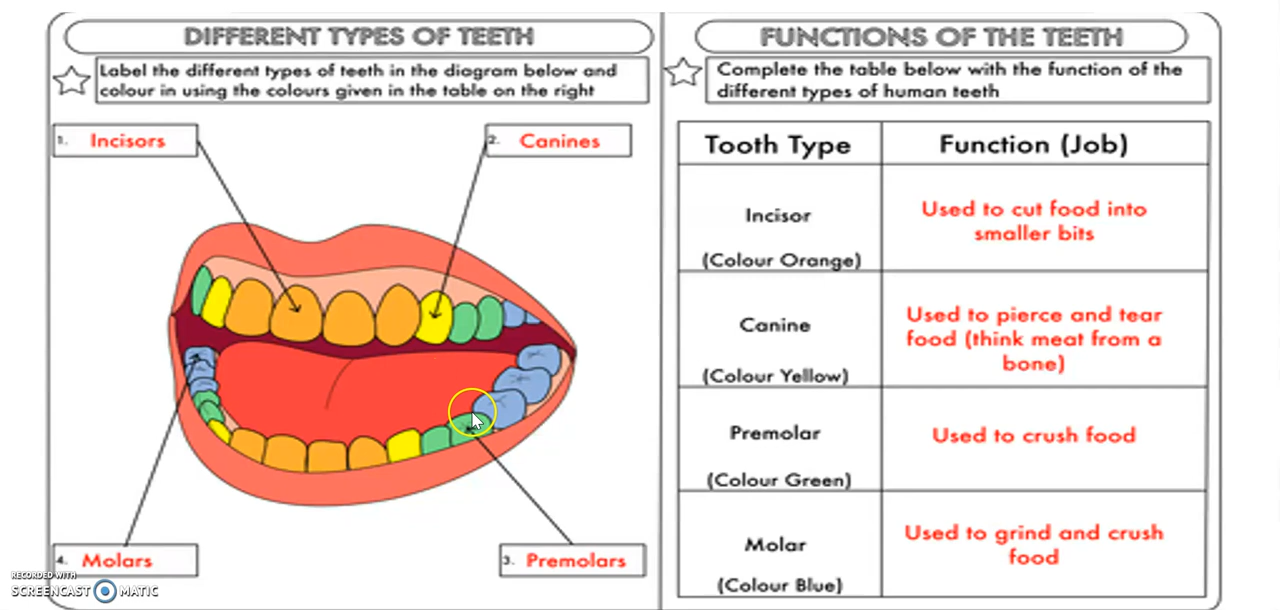 DIFFERENT TYPES OF TEETH
Label the different types of teeth in the diagram below and
colour in using the colours given in the table on the right
1. Incisors
2. Canines
4. Molars
3. Premolars
RECORDED WITH
SCREENCAST MATIC
FUNCTIONS OF THE TEETH
Complete the table below with the function of the
different types of human teeth
Tooth Type
Function (Job)
Incisor
(Colour Orange)
Used to cut food into
smaller bits
Canine
(Colour Yellow)
Used to pierce and tear
food (think meat from a
bone)
Premolar
(Colour Green)
Used to crush food
Molar
(Colour Blue)
Used to grind and crush
food